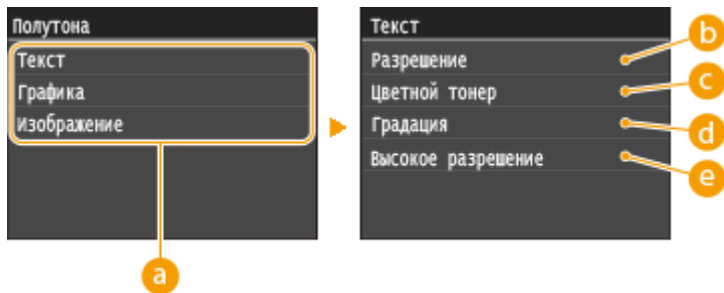 Полутона
Текст
Графика
Изображение
a
Текст
Разрешение
Цветной тонер
Градация
Высокое разрешение
b
c
d
e